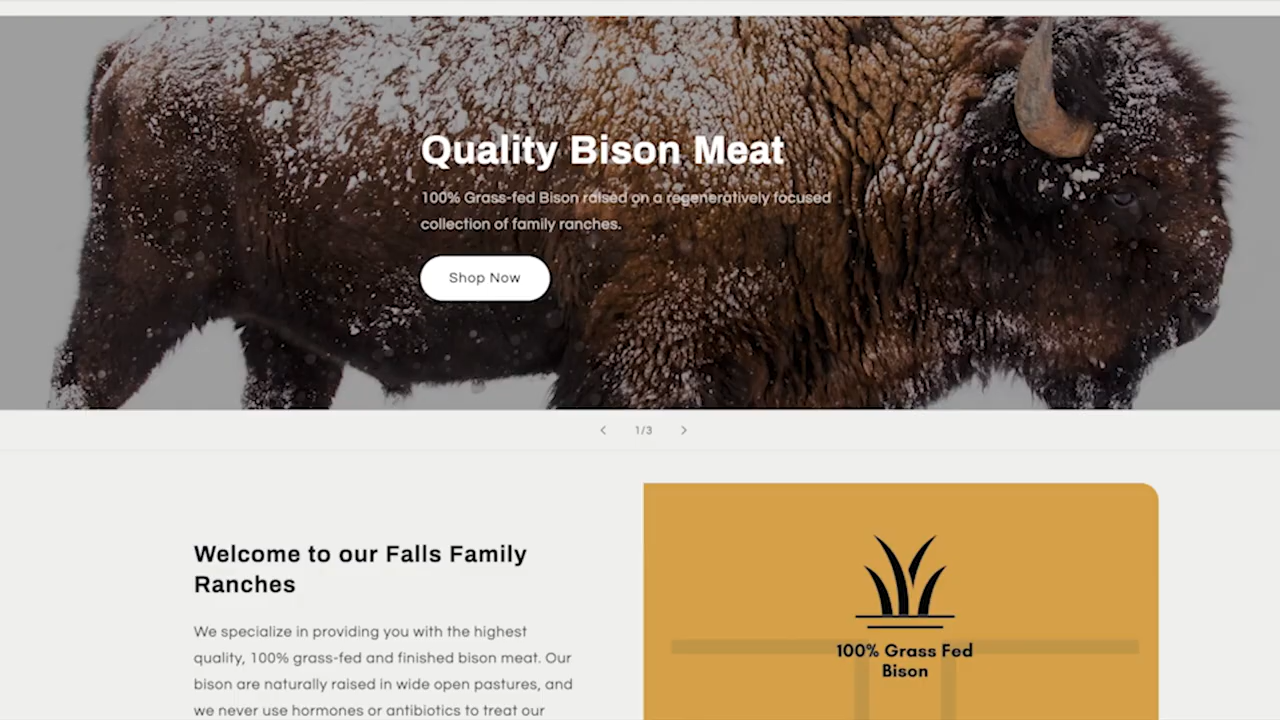 Quality Bison Meat
100% Grass-fed Bison raised on a regeneratively focused
collection of family ranches.
Shop Now
1/3
Welcome to our Falls Family
Ranches
We specialize in providing you with the highest
quality, 100% grass-fed and finished bison meat. Our
bison are naturally raised in wide open pastures, and
we never use hormones or antibiotics to treat our
100% Grass Fed
Bison